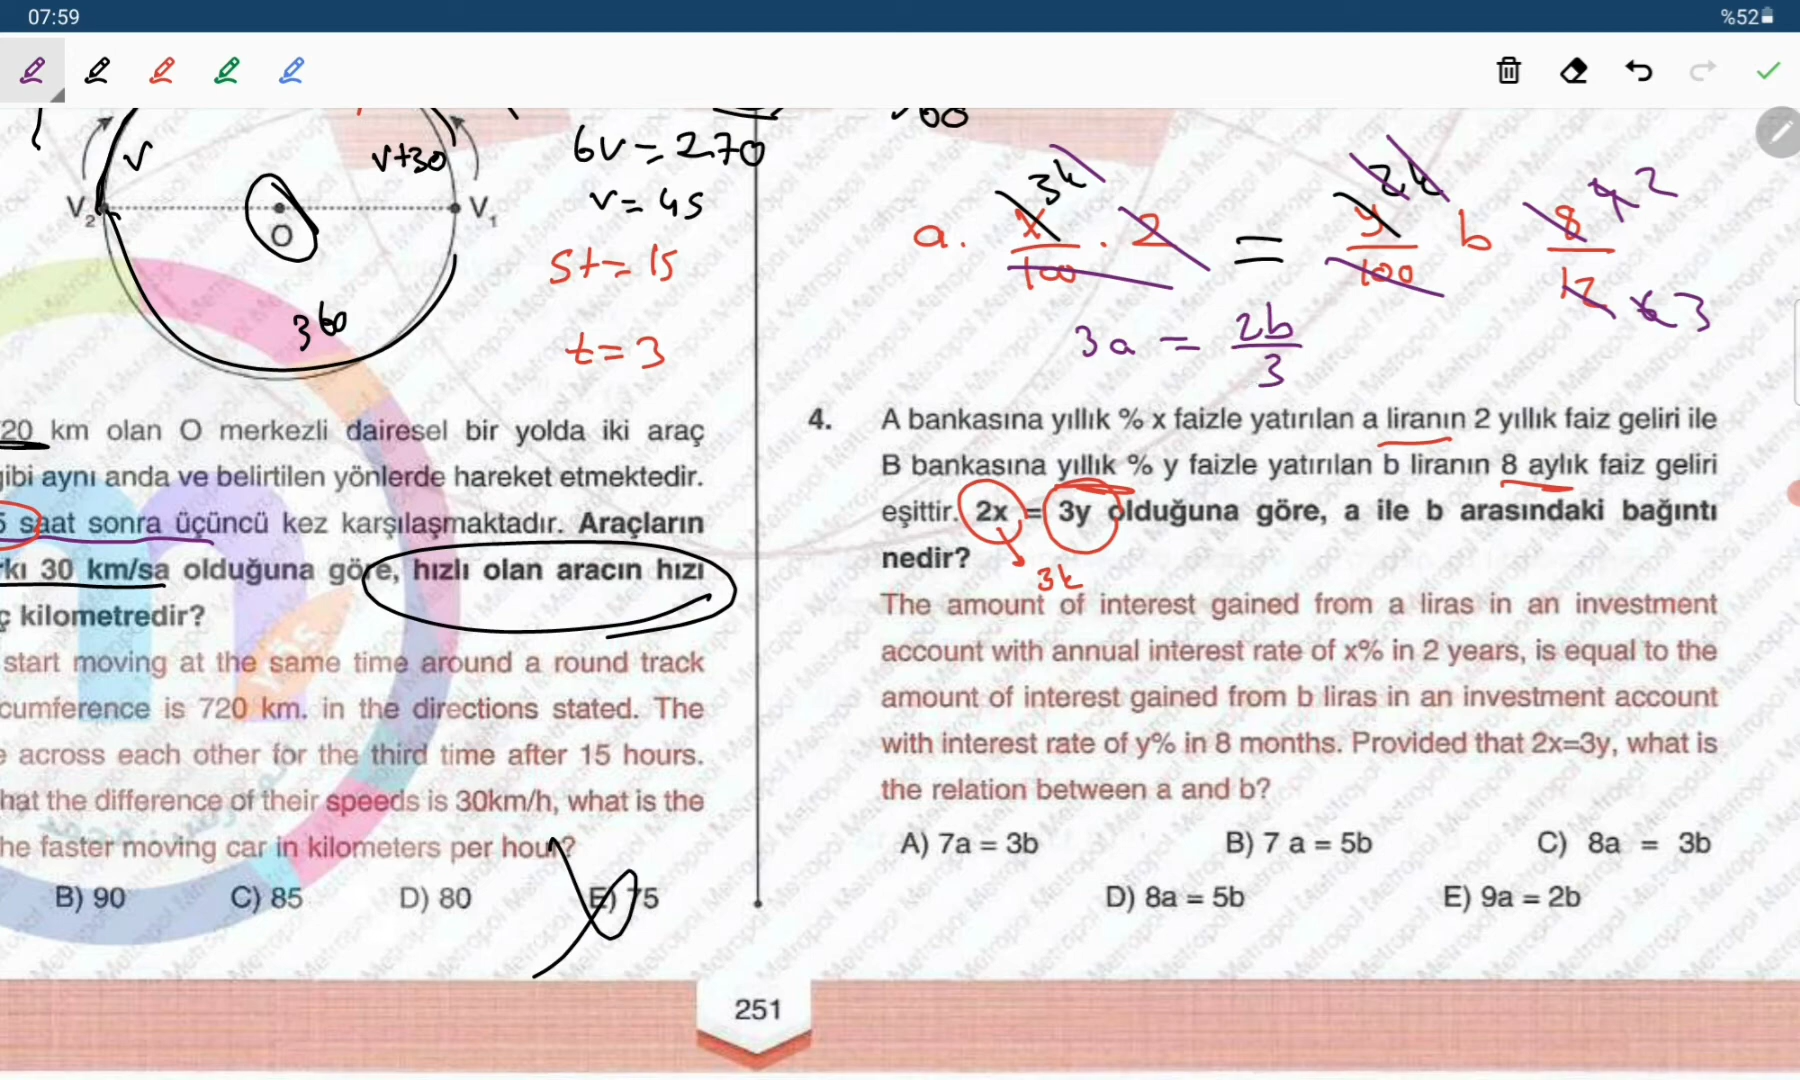 07:59
%52
60
V
V+30
V₂
V₁
O
360
6V = 270
V = 45
5t = 15
t = 3
20 km olan O merkezli dairesel bir yolda iki araç
gibi aynı anda ve belirtilen yönlerde hareket etmektedir.
5 saat sonra üçüncü kez karşılaşmaktadır. Araçların
rkı 30 km/sa olduğuna göre, hızlı olan aracın hızı
ç kilometredir?
start moving at the same time around a round track
cumference is 720 km. in the directions stated. The
e across each other for the third time after 15 hours.
hat the difference of their speeds is 30km/h, what is the
he faster moving car in kilometers per hour?
B) 90
C) 85
D) 80
E) 75
3k 2k 4 2
a. x/100 . 2 = y/100 b 8/12 3
3a = 2b/3
4. A bankasına yıllık % x faizle yatırılan a liranın 2 yıllık faiz geliri ile
B bankasına yıllık % y faizle yatırılan b liranın 8 aylık faiz geliri
eşittir. 2x = 3y olduğuna göre, a ile b arasındaki bağıntı
nedir?
3k
The amount of interest gained from a liras in an investment
account with annual interest rate of x% in 2 years, is equal to the
amount of interest gained from b liras in an investment account
with interest rate of y% in 8 months. Provided that 2x=3y, what is
the relation between a and b?
A) 7a = 3b
B) 7 a = 5b
C) 8a = 3b
D) 8a = 5b
E) 9a = 2b
251